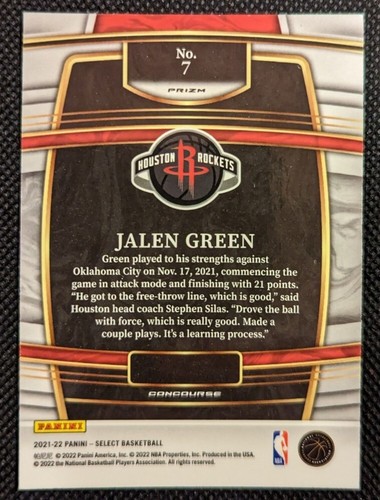 No.
7
PRIZM
HOUSTON ROCKETS
JALEN GREEN
Green played to his strengths against
Oklahoma City on Nov. 17, 2021, commencing the
game in attack mode and finishing with 21 points.
"He got to the free-throw line, which is good," said
Houston head coach Stephen Silas. "Drove the ball
with force, which is really good. Made a
couple plays. It's a learning process."
CONCOURSE
PANINI
2021-22 PANINI – SELECT BASKETBALL
© 2022 Panini America, Inc. © 2022 NBA Properties, Inc. Produced in the USA.
© 2022 the National Basketball Players Association. All rights reserved.
NBA